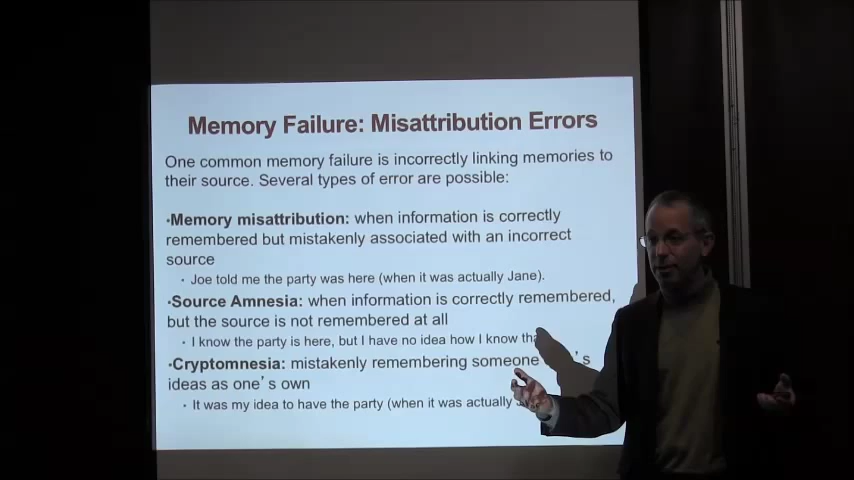 Memory Failure: Misattribution Errors
One common memory failure is incorrectly linking memories to
their source. Several types of error are possible:
•Memory misattribution: when information is correctly
remembered but mistakenly associated with an incorrect
source
• Joe told me the party was here (when it was actually Jane).
•Source Amnesia: when information is correctly remembered,
but the source is not remembered at all
• I know the party is here, but I have no idea how I know
•Cryptomnesia: mistakenly remembering someone
ideas as one's own
• It was my idea to have the party (when it was actually